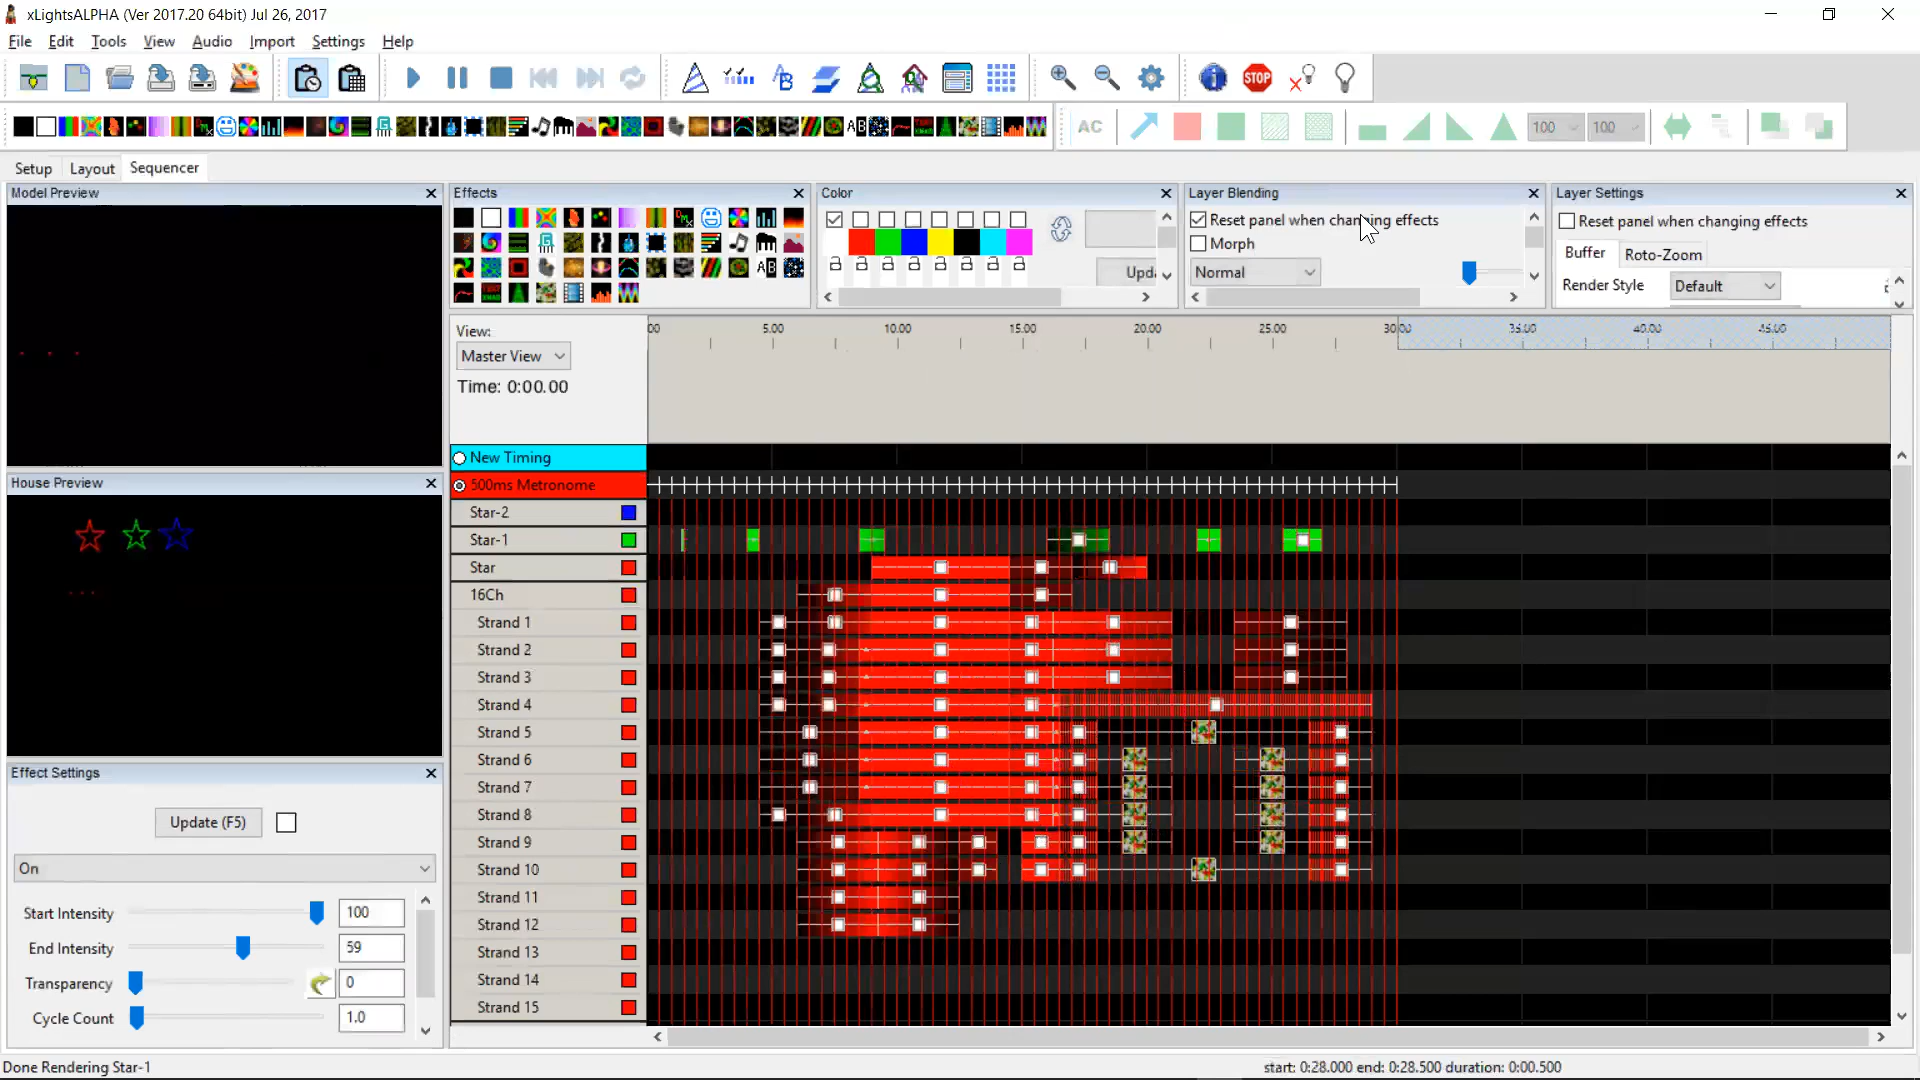 xLightsALPHA (Ver 2017.20 64bit) Jul 26, 2017
File Edit Tools View Audio Import Settings Help
AC 100 100
Setup Layout Sequencer
Model Preview
Effects
Color
Layer Blending
Layer Settings
Reset panel when changing effects
Morph
Normal
Upda
Reset panel when changing effects
Buffer Roto-Zoom
Render Style Default
View:
Master View
Time: 0:00.00
00 5.00 10.00 15.00 20.00 25.00 30.00 35.00 40.00 45.00
New Timing
500ms Metronome
Star-2
Star-1
Star
16Ch
Strand 1
Strand 2
Strand 3
Strand 4
Strand 5
Strand 6
Strand 7
Strand 8
Strand 9
Strand 10
Strand 11
Strand 12
Strand 13
Strand 14
Strand 15
House Preview
Effect Settings
Update (F5)
On
Start Intensity 100
End Intensity 59
Transparency 0
Cycle Count 1.0
Done Rendering Star-1
start: 0:28.000 end: 0:28.500 duration: 0:00.500